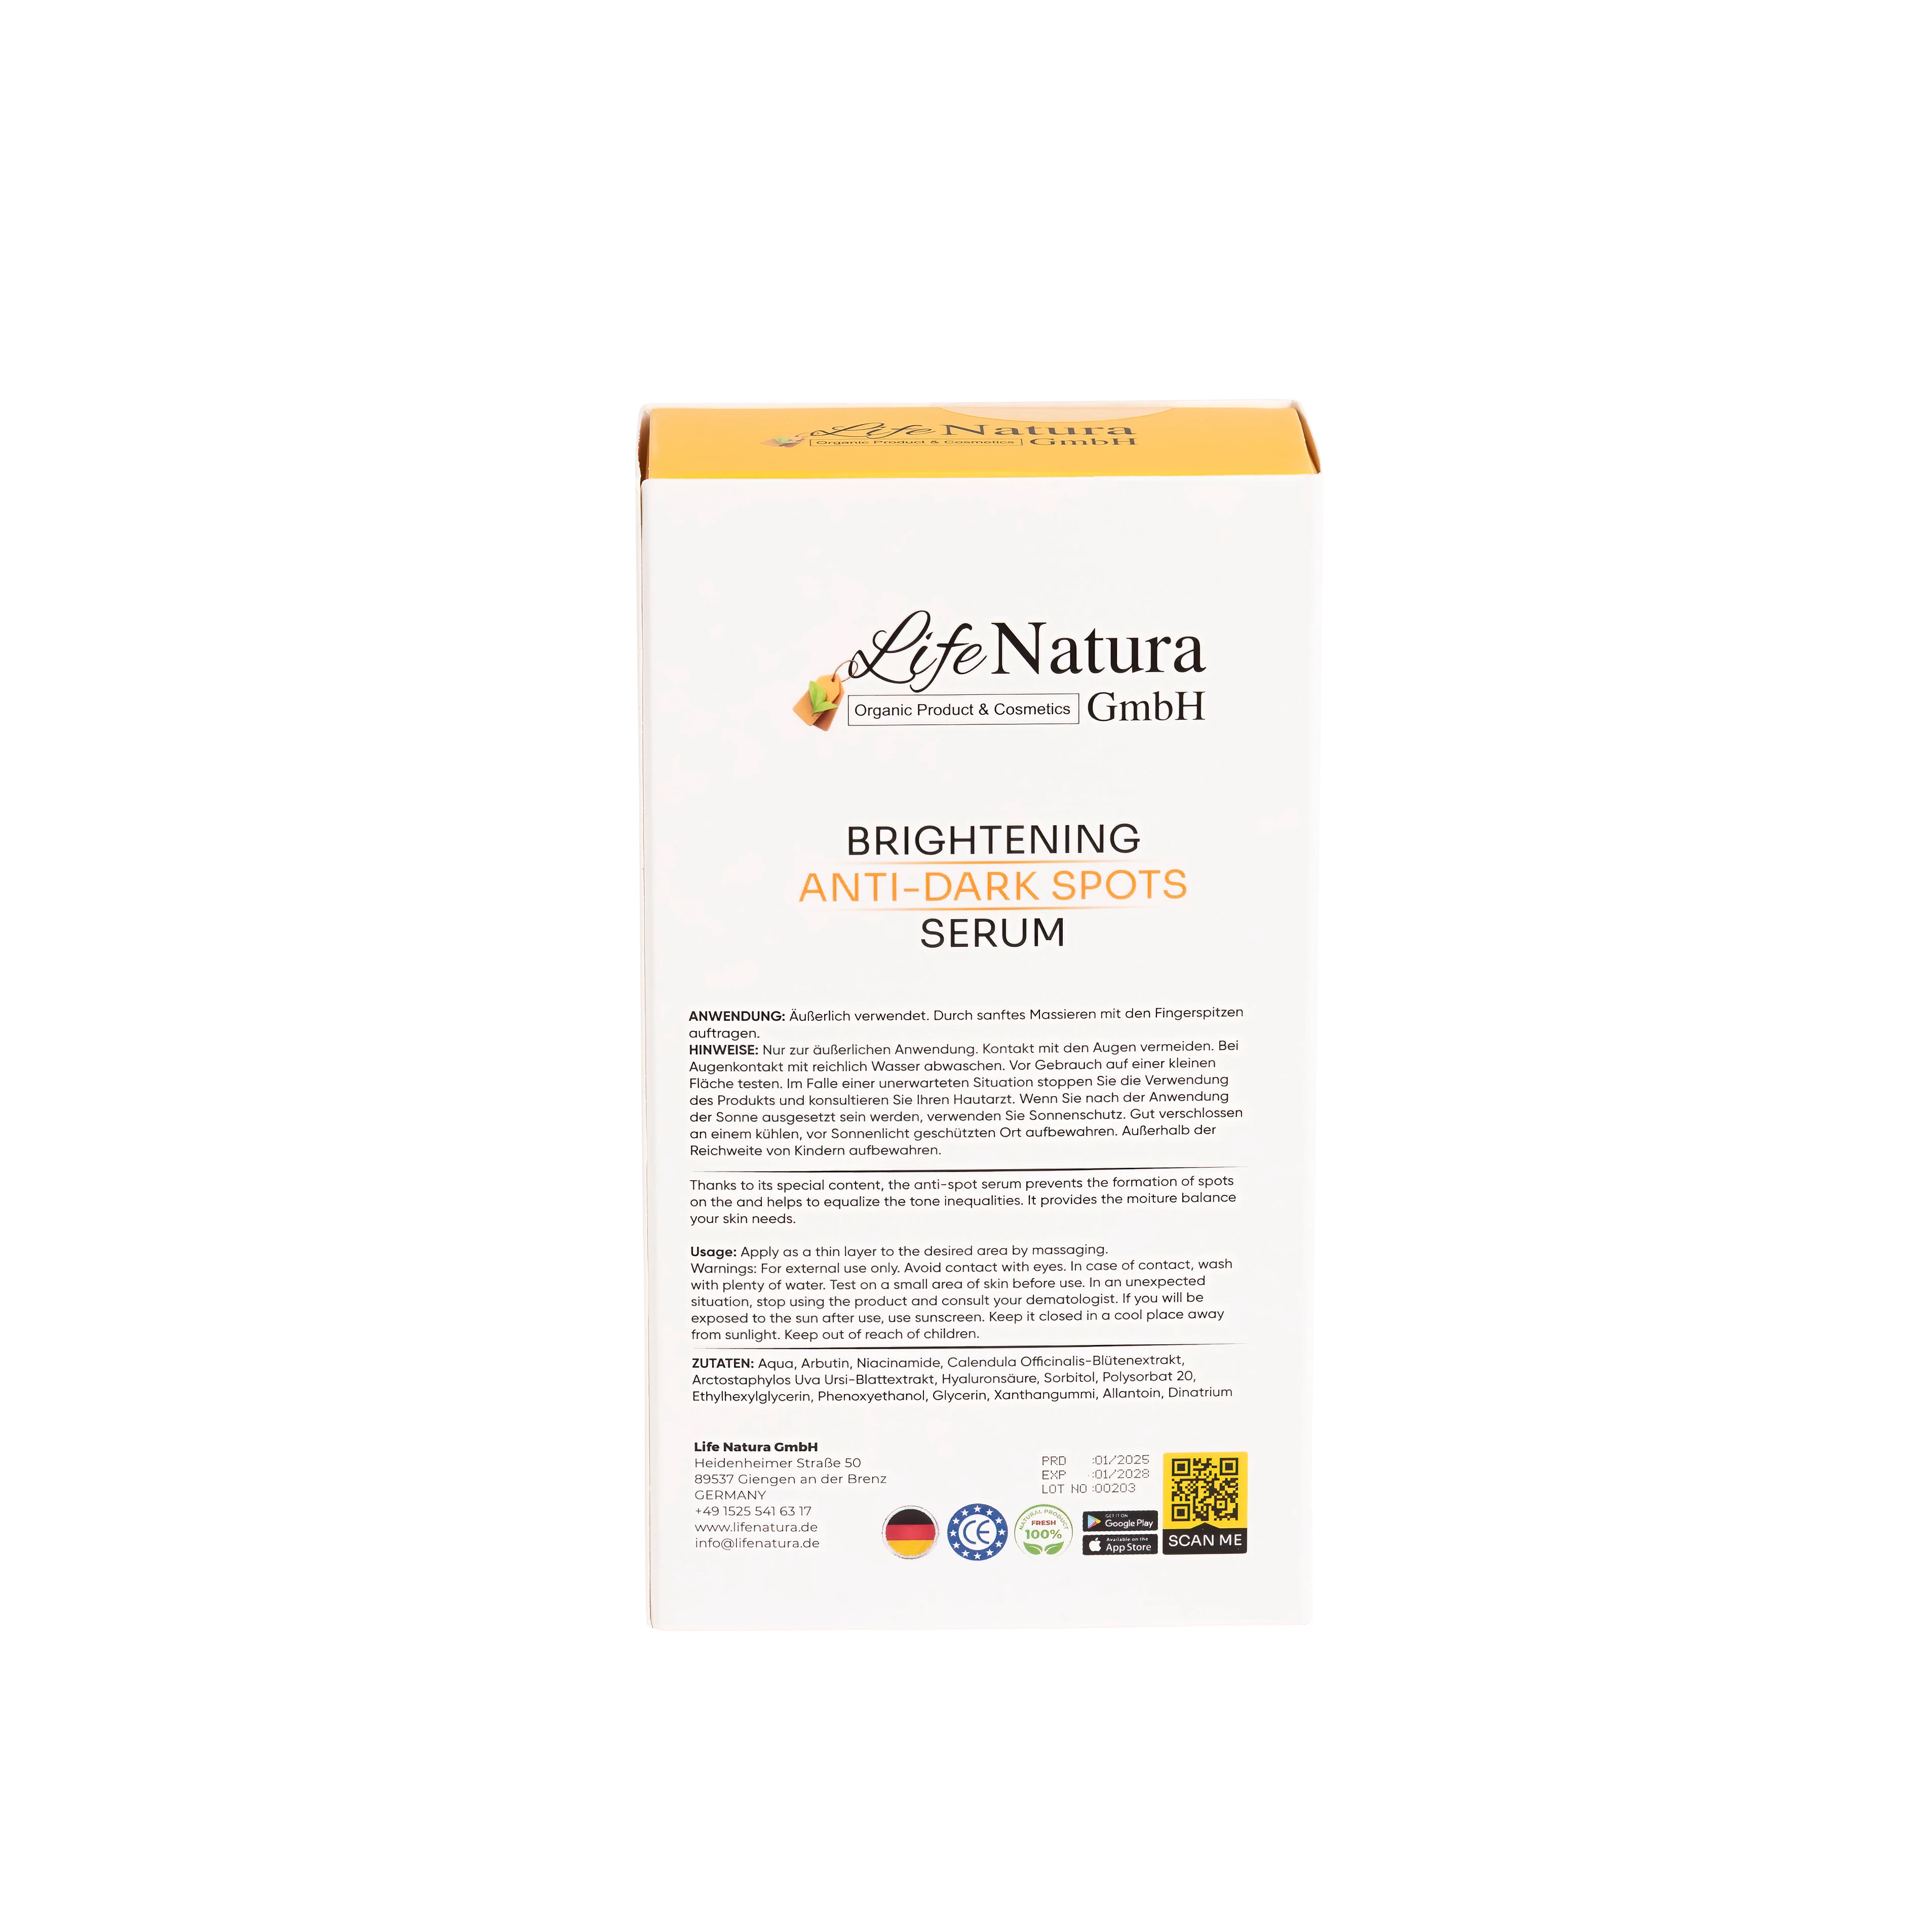 Life Natura
Organic Product & Cosmetics GmbH
Life Natura
Organic Product & Cosmetics GmbH
BRIGHTENING
ANTI-DARK SPOTS
SERUM
ANWENDUNG: Äußerlich verwendet. Durch sanftes Massieren mit den Fingerspitzen
auftragen.
HINWEISE: Nur zur äußerlichen Anwendung. Kontakt mit den Augen vermeiden. Bei
Augenkontakt mit reichlich Wasser abwaschen. Vor Gebrauch auf einer kleinen
Fläche testen. Im Falle einer unerwarteten Situation stoppen Sie die Verwendung
des Produkts und konsultieren Sie Ihren Hautarzt. Wenn Sie nach der Anwendung
der Sonne ausgesetzt sein werden, verwenden Sie Sonnenschutz. Gut verschlossen
an einem kühlen, vor Sonnenlicht geschützten Ort aufbewahren. Außerhalb der
Reichweite von Kindern aufbewahren.
Thanks to its special content, the anti-spot serum prevents the formation of spots
on the and helps to equalize the tone inequalities. It provides the moiture balance
your skin needs.
Usage: Apply as a thin layer to the desired area by massaging.
Warnings: For external use only. Avoid contact with eyes. In case of contact, wash
with plenty of water. Test on a small area of skin before use. In an unexpected
situation, stop using the product and consult your dematologist. If you will be
exposed to the sun after use, use sunscreen. Keep it closed in a cool place away
from sunlight. Keep out of reach of children.
ZUTATEN: Aqua, Arbutin, Niacinamide, Calendula Officinalis-Blütenextrakt,
Arctostaphylos Uva Ursi-Blattextrakt, Hyaluronsäure, Sorbitol, Polysorbat 20,
Ethylhexylglycerin, Phenoxyethanol, Glycerin, Xanthangummi, Allantoin, Dinatrium
Life Natura GmbH
Heidenheimer Straße 50
89537 Giengen an der Brenz
GERMANY
+49 1525 541 63 17
www.lifenatura.de
info@lifenatura.de
PRD :01/2025
EXP :01/2028
LOT NO :00203
CE
NATURAL PRODUCT
FRESH
100%
GET IT ON
Google Play
Available on the
App Store
SCAN ME